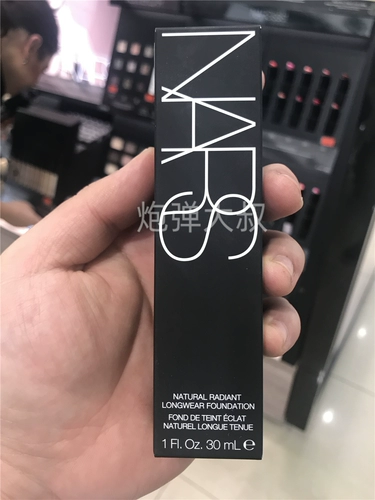 NARS
炮弹大叔
NATURAL RADIANT
LONGWEAR FOUNDATION
FOND DE TEINT ÉCLAT
NATUREL LONGUE TENUE
1 Fl. Oz. 30 mL ℮